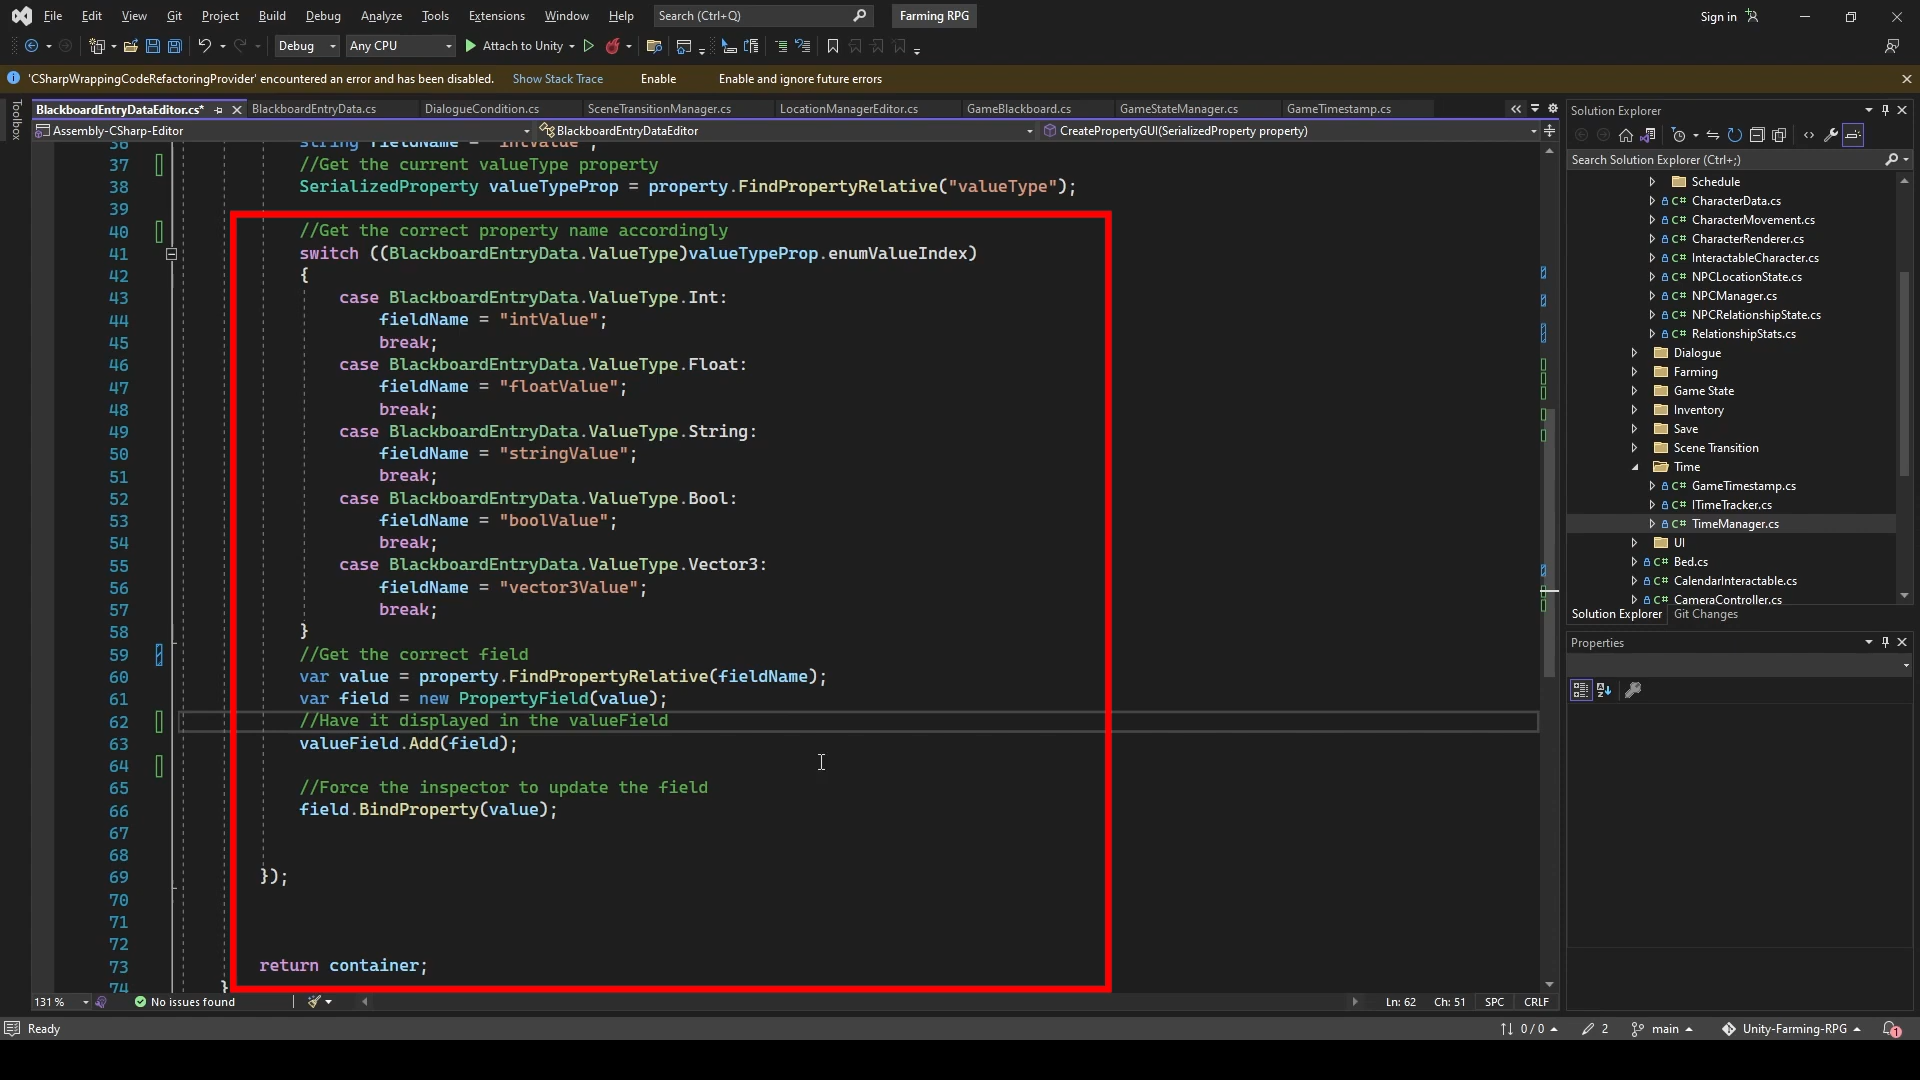 File Edit View Git Project Build Debug Analyze Tools Extensions Window Help Search (Ctrl+Q) Farming RPG Sign in
Debug Any CPU Attach to Unity
'CSharpWrappingCodeRefactoringProvider' encountered an error and has been disabled. Show Stack Trace Enable Enable and ignore future errors
Toolbox
BlackboardEntryDataEditor.cs* BlackboardEntryData.cs DialogueCondition.cs SceneTransitionManager.cs LocationManagerEditor.cs GameBlackboard.cs GameStateManager.cs GameTimestamp.cs
Assembly-CSharp-Editor BlackboardEntryDataEditor CreatePropertyGUI(SerializedProperty property)
36 string fieldName = "intValue";
37 //Get the current valueType property
38 SerializedProperty valueTypeProp = property.FindPropertyRelative("valueType");
39
40 //Get the correct property name accordingly
41 switch ((BlackboardEntryData.ValueType)valueTypeProp.enumValueIndex)
42 {
43 case BlackboardEntryData.ValueType.Int:
44 fieldName = "intValue";
45 break;
46 case BlackboardEntryData.ValueType.Float:
47 fieldName = "floatValue";
48 break;
49 case BlackboardEntryData.ValueType.String:
50 fieldName = "stringValue";
51 break;
52 case BlackboardEntryData.ValueType.Bool:
53 fieldName = "boolValue";
54 break;
55 case BlackboardEntryData.ValueType.Vector3:
56 fieldName = "vector3Value";
57 break;
58 }
59 //Get the correct field
60 var value = property.FindPropertyRelative(fieldName);
61 var field = new PropertyField(value);
62 //Have it displayed in the valueField
63 valueField.Add(field);
64
65 //Force the inspector to update the field
66 field.BindProperty(value);
67
68
69 });
70
71
72
73 return container;
74 }
131 % No issues found Ln: 62 Ch: 51 SPC CRLF
Solution Explorer
Search Solution Explorer (Ctrl+;)
Schedule
C# CharacterData.cs
C# CharacterMovement.cs
C# CharacterRenderer.cs
C# InteractableCharacter.cs
C# NPCLocationState.cs
C# NPCManager.cs
C# NPCRelationshipState.cs
C# RelationshipStats.cs
Dialogue
Farming
Game State
Inventory
Save
Scene Transition
Time
C# GameTimestamp.cs
C# ITimeTracker.cs
C# TimeManager.cs
UI
C# Bed.cs
C# CalendarInteractable.cs
C# CameraController.cs
Solution Explorer Git Changes
Properties
Ready 0 / 0 2 main Unity-Farming-RPG 1